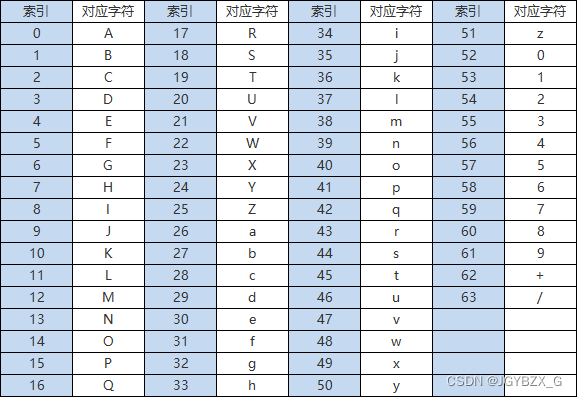 索引 对应字符 索引 对应字符 索引 对应字符 索引 对应字符
0 A 17 R 34 i 51 z
1 B 18 S 35 j 52 0
2 C 19 T 36 k 53 1
3 D 20 U 37 l 54 2
4 E 21 V 38 m 55 3
5 F 22 W 39 n 56 4
6 G 23 X 40 o 57 5
7 H 24 Y 41 p 58 6
8 I 25 Z 42 q 59 7
9 J 26 a 43 r 60 8
10 K 27 b 44 s 61 9
11 L 28 c 45 t 62 +
12 M 29 d 46 u 63 /
13 N 30 e 47 v
14 O 31 f 48 w
15 P 32 g 49 x
16 Q 33 h 50 y
CSDN @JGYBZX_G